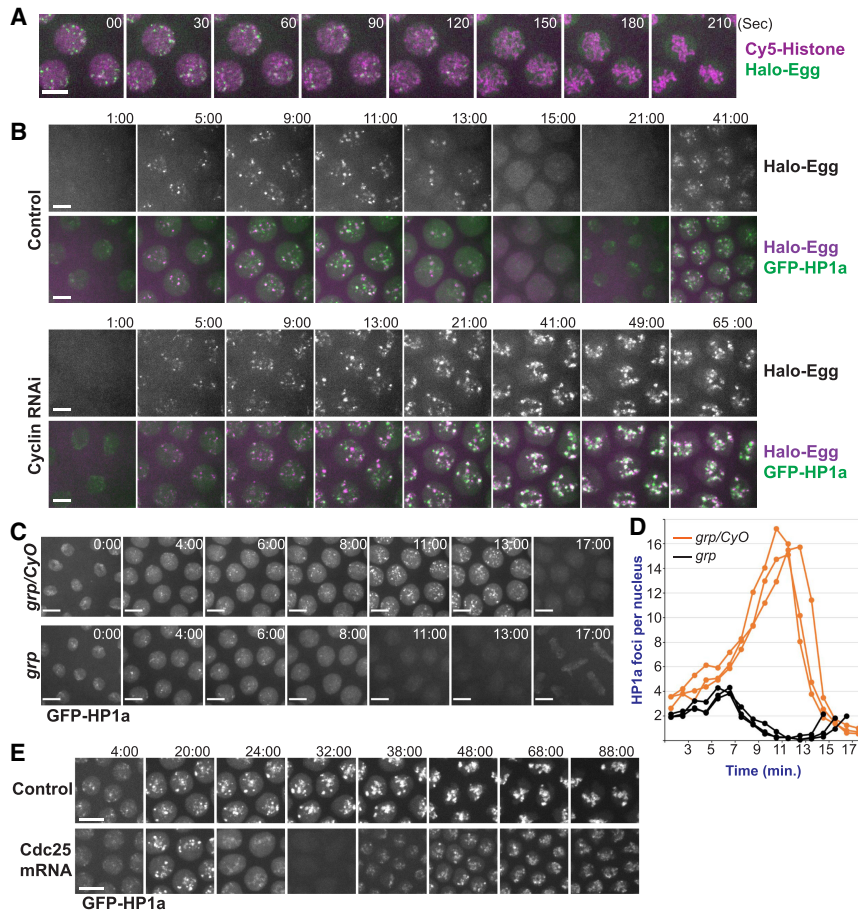 A
00 30 60 90 120 150 180 210 (Sec)
Cy5-Histone
Halo-Egg
B
1:00 5:00 9:00 11:00 13:00 15:00 21:00 41:00
Control
Halo-Egg
Halo-Egg
GFP-HP1a
1:00 5:00 9:00 13:00 21:00 41:00 49:00 65:00
Cyclin RNAi
Halo-Egg
Halo-Egg
GFP-HP1a
C
grp/CyO
0:00 4:00 6:00 8:00 11:00 13:00 17:00
grp
0:00 4:00 6:00 8:00 11:00 13:00 17:00
GFP-HP1a
D
grp/CyO
grp
HP1a foci per nucleus
16
14
12
10
8
6
4
2
3 5 7 9 11 13 15 17
Time (min.)
E
4:00 20:00 24:00 32:00 38:00 48:00 68:00 88:00
Control
Cdc25
mRNA
GFP-HP1a